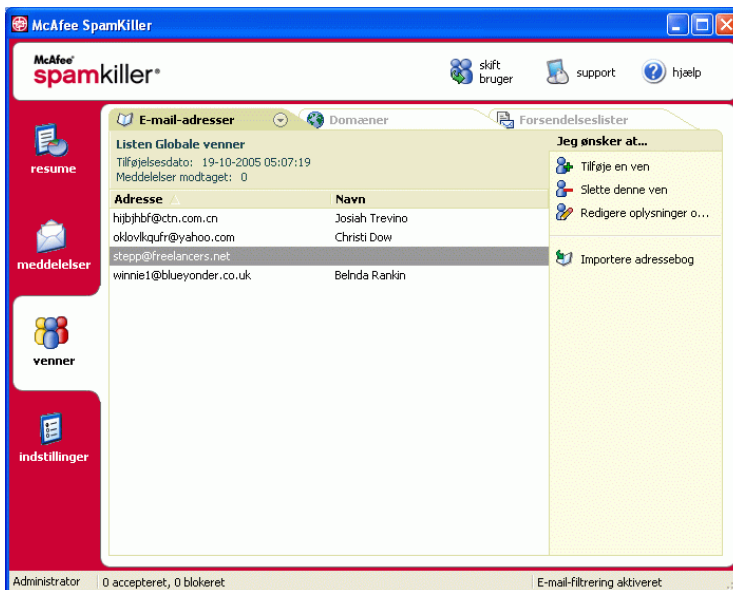 McAfee SpamKiller
McAfee®
spamkiller®
skift
bruger
support
hjælp
resume
meddelelser
venner
indstillinger
E-mail-adresser
Domæner
Forsendelseslister
Listen Globale venner
Tilføjelsesdato: 19-10-2005 05:07:19
Meddelelser modtaget: 0
Adresse
Navn
hijbjhbf@ctn.com.cn
Josiah Trevino
oklovlkqufr@yahoo.com
Christi Dow
stepp@freelancers.net
winnie1@blueyonder.co.uk
Belnda Rankin
Jeg ønsker at...
Tilføje en ven
Slette denne ven
Redigere oplysninger o...
Importere adressebog
Administrator
0 accepteret, 0 blokeret
E-mail-filtrering aktiveret